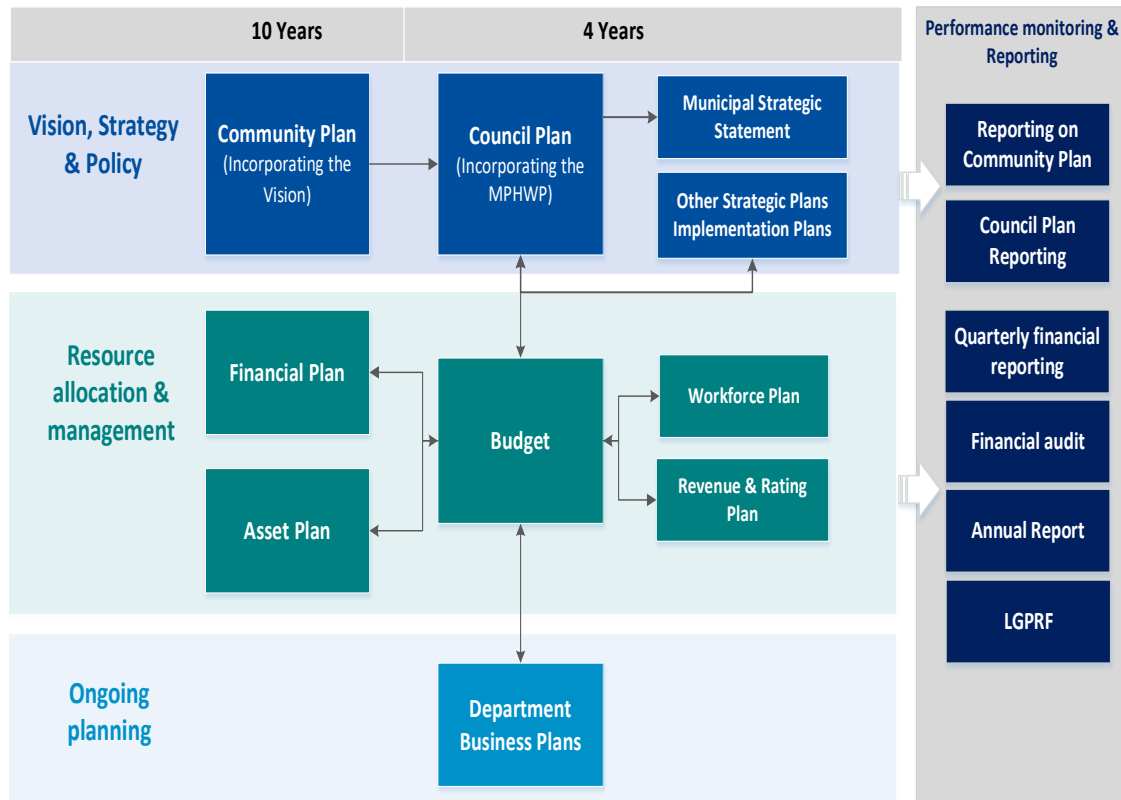 10 Years
4 Years
Performance monitoring &
Reporting
Vision, Strategy
& Policy
Community Plan
(Incorporating the
Vision)
Council Plan
(Incorporating the
MPHWP)
Municipal Strategic
Statement
Other Strategic Plans
Implementation Plans
Reporting on
Community Plan
Council Plan
Reporting
Resource
allocation &
management
Financial Plan
Asset Plan
Budget
Workforce Plan
Revenue & Rating
Plan
Quarterly financial
reporting
Financial audit
Annual Report
LGPRF
Ongoing
planning
Department
Business Plans